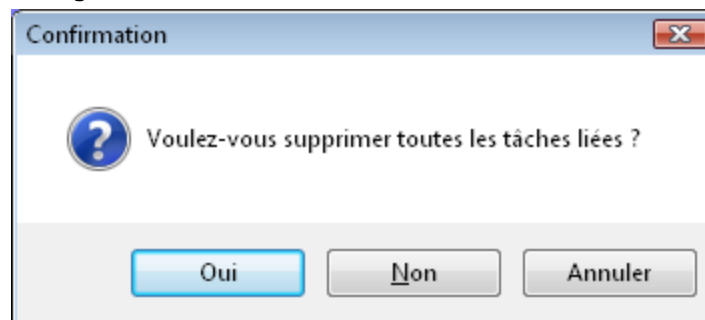 Confirmation
Voulez-vous supprimer toutes les tâches liées ?
Oui Non Annuler